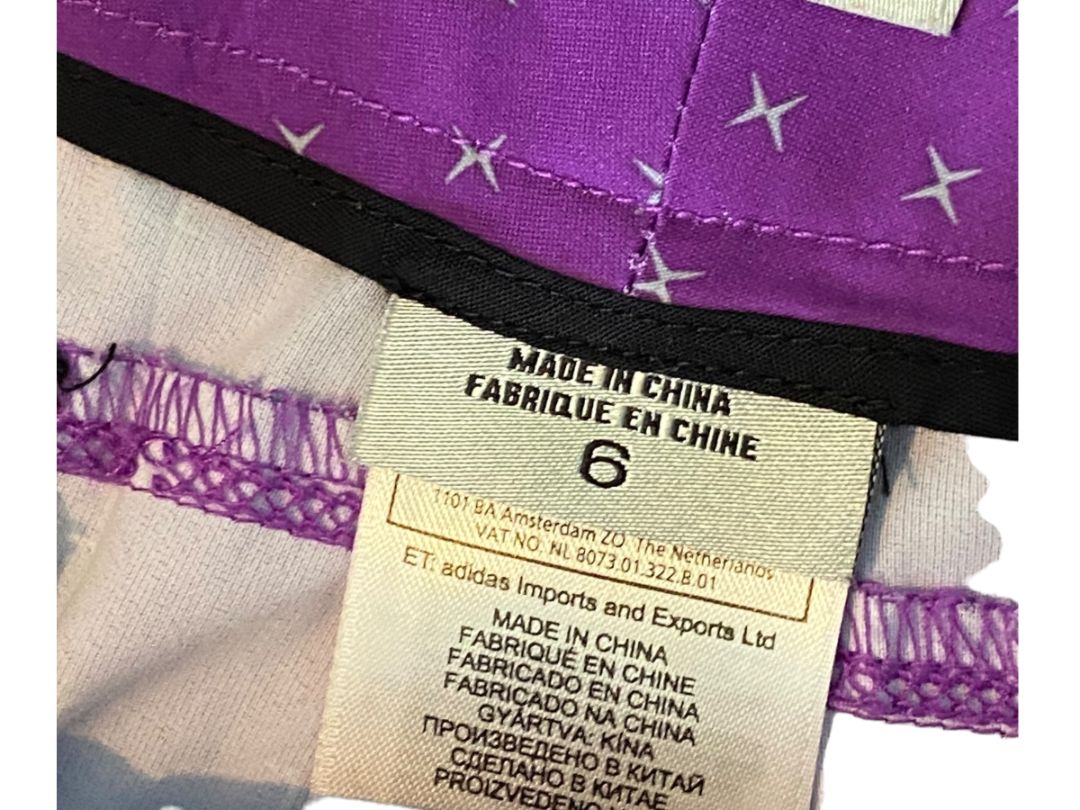 MADE IN CHINA
FABRIQUE EN CHINE
6
1101 BA Amsterdam ZO The Netherlands
VAT NO. NL 8073.01.322.B.01
ET: adidas Imports and Exports Ltd
MADE IN CHINA
FABRIQUÉ EN CHINE
FABRICADO EN CHINA
FABRICADO NA CHINA
GYÁRTVA: KÍNA
ПРОИЗВЕДЕНО В КИТАЙ
СДЕЛАНО В КИТАЕ
PROIZVEDENO